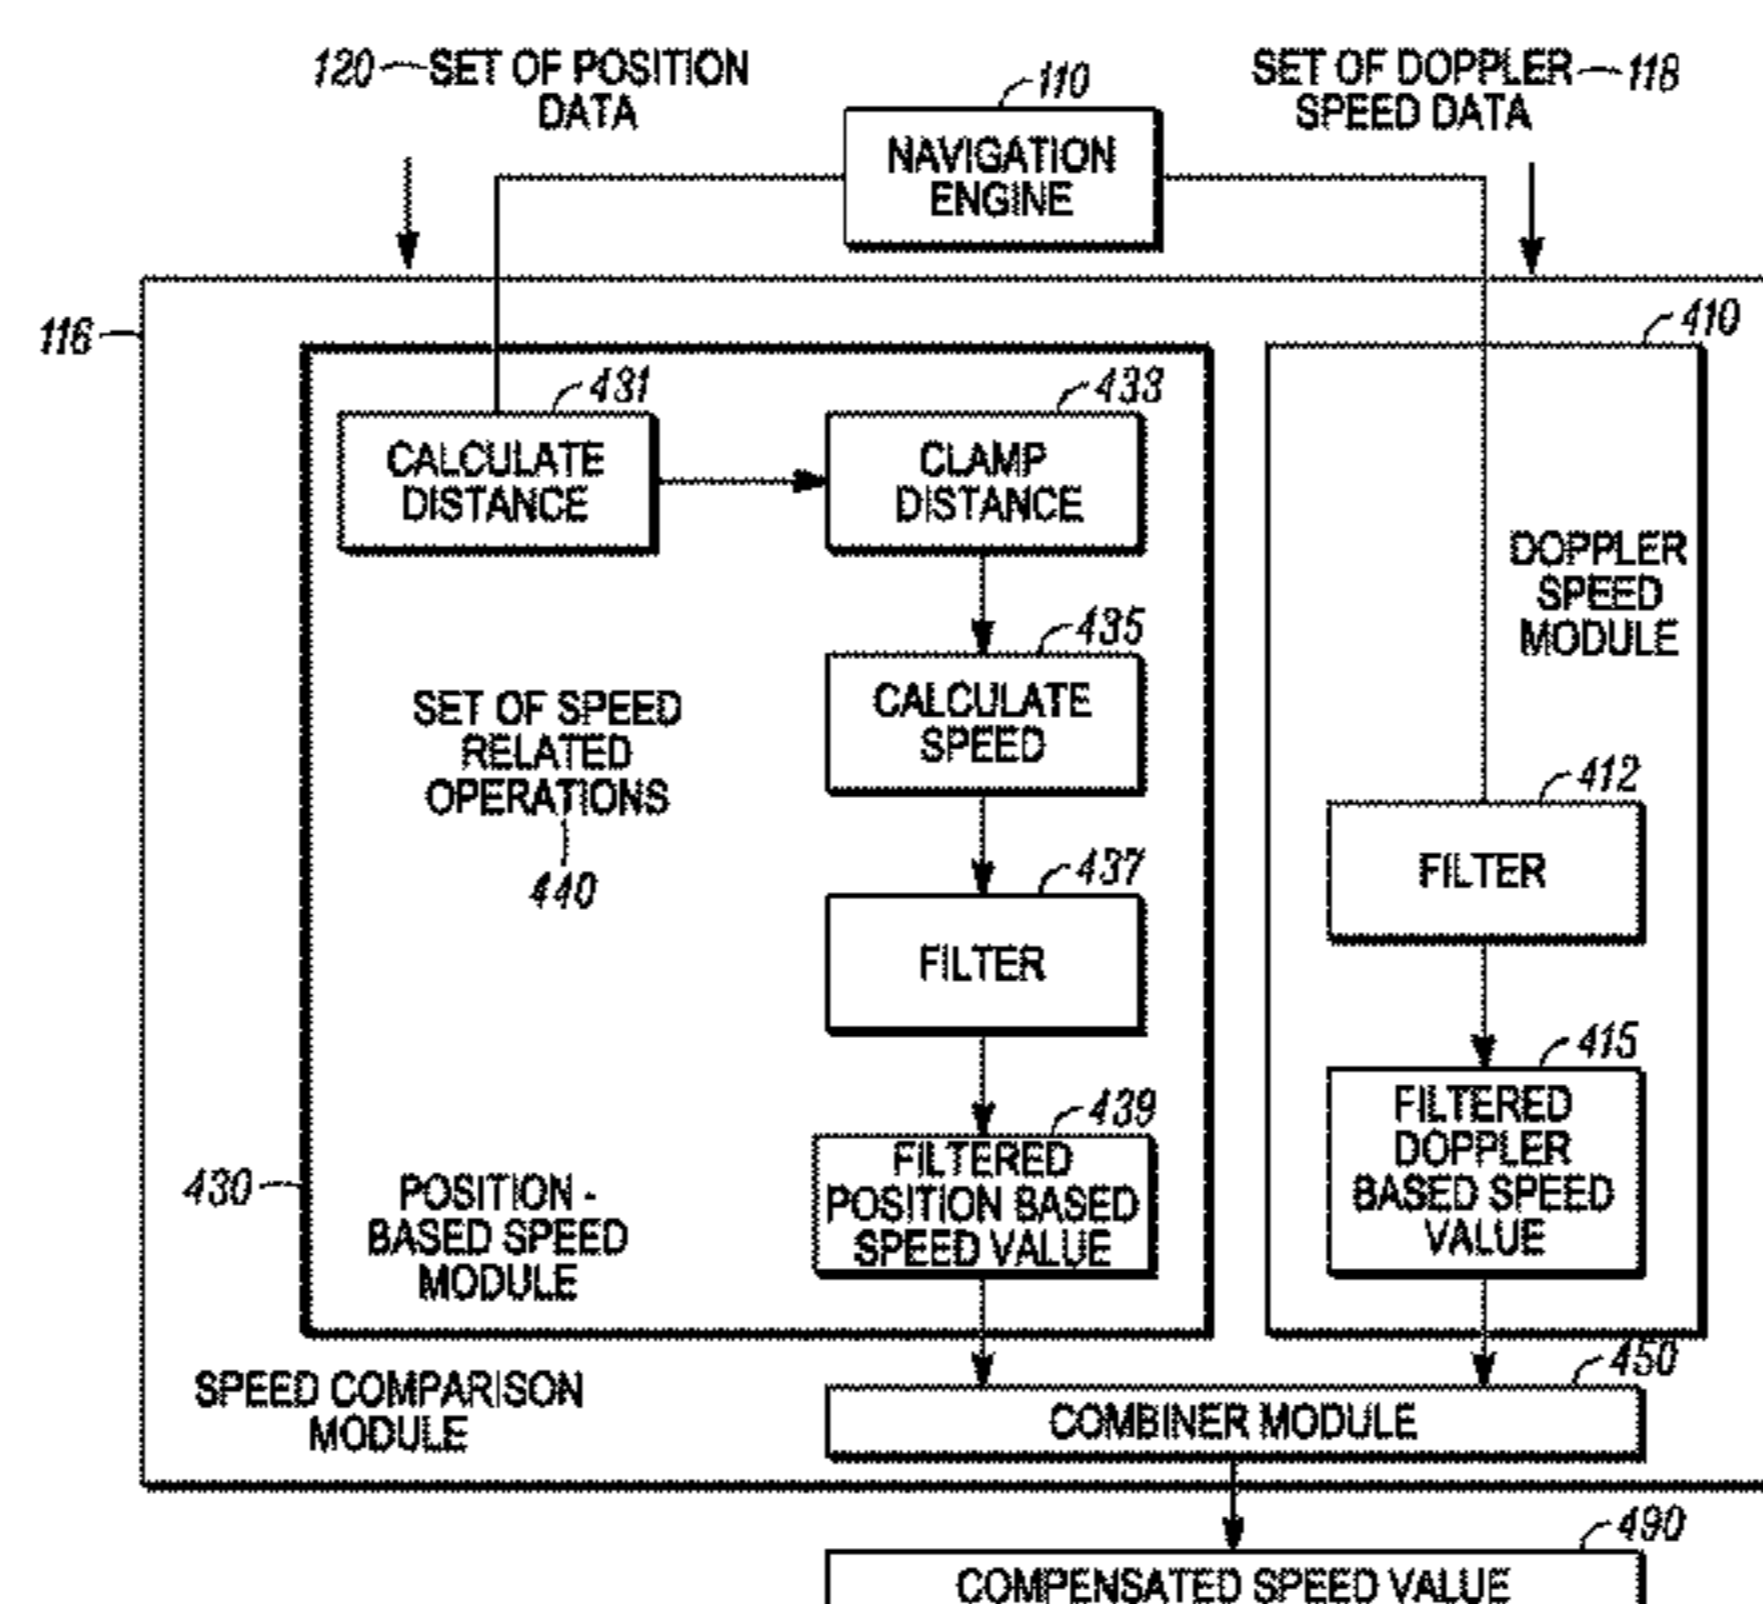 120 SET OF POSITION
DATA
110
NAVIGATION
ENGINE
SET OF DOPPLER 118
SPEED DATA
116
410
431
CALCULATE
DISTANCE
433
CLAMP
DISTANCE
DOPPLER
SPEED
MODULE
435
CALCULATE
SPEED
SET OF SPEED
RELATED
OPERATIONS
440
412
FILTER
437
FILTER
415
FILTERED
DOPPLER
BASED SPEED
VALUE
439
FILTERED
POSITION BASED
SPEED VALUE
430
POSITION -
BASED SPEED
MODULE
SPEED COMPARISON
MODULE
450
COMBINER MODULE
490
COMPENSATED SPEED VALUE